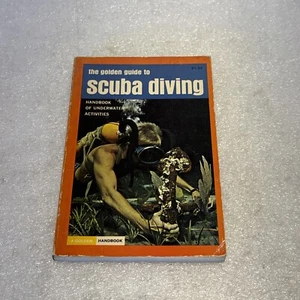 the golden guide to
scuba diving
HANDBOOK
OF UNDERWATER
ACTIVITIES
A GOLDEN HANDBOOK